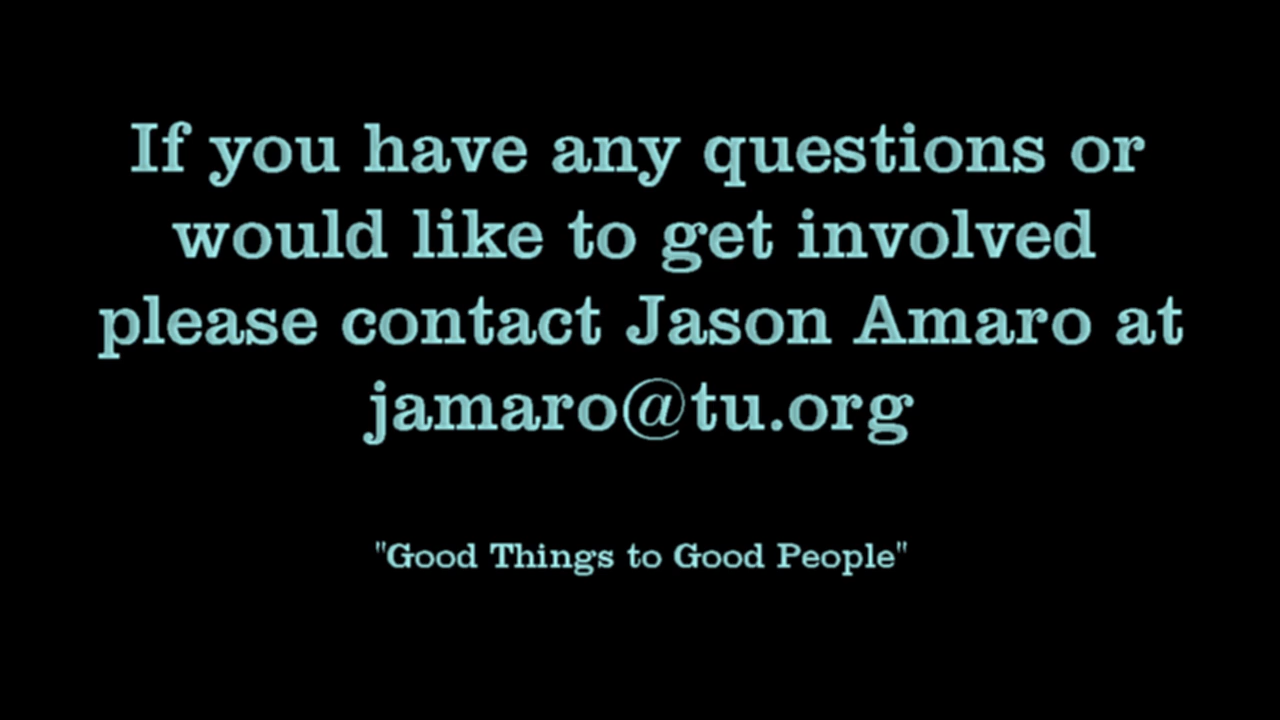 If you have any questions or
would like to get involved
please contact Jason Amaro at
jamaro@tu.org
"Good Things to Good People"